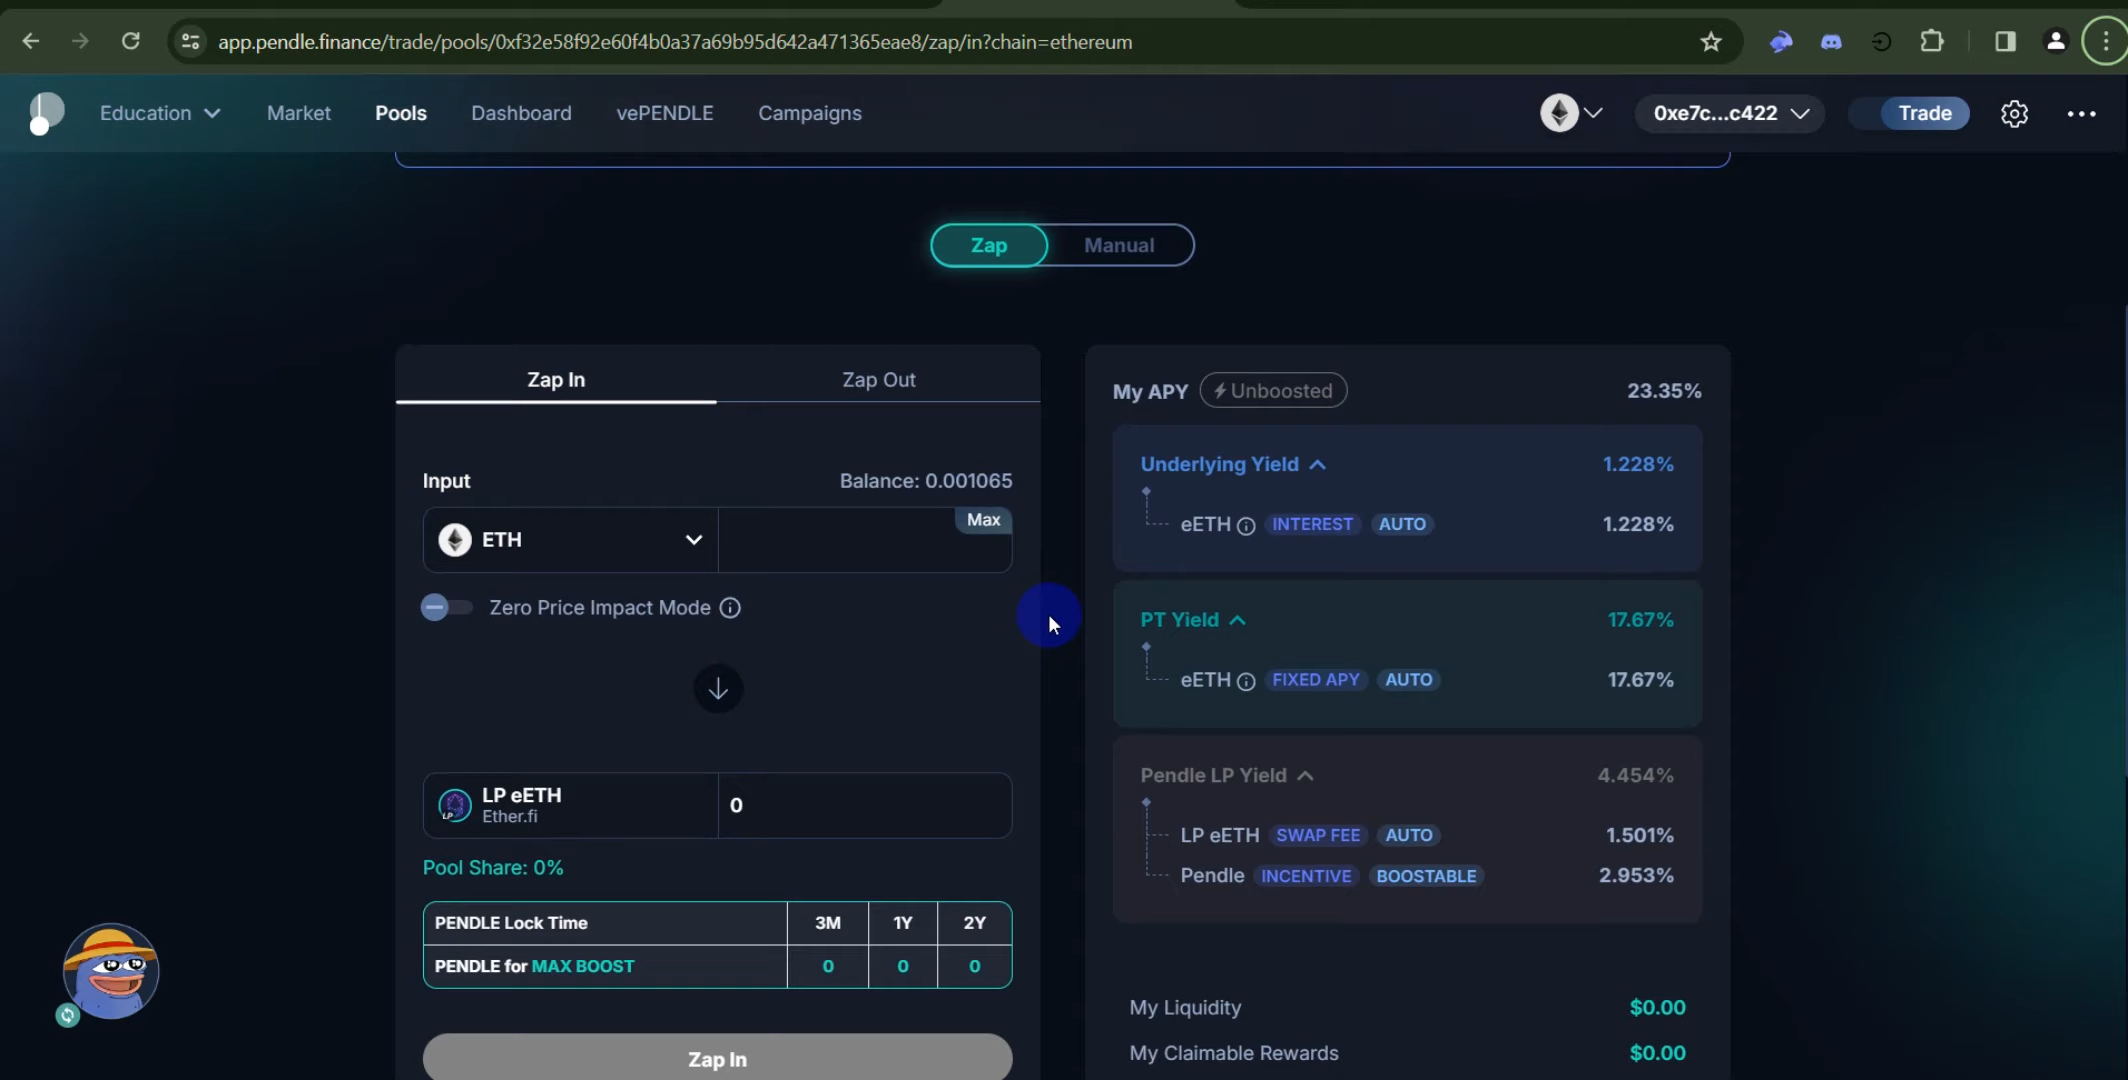 app.pendle.finance/trade/pools/0xf32e58f92e60f4b0a37a69b95d642a471365eae8/zap/in?chain=ethereum
Education Market Pools Dashboard vePENDLE Campaigns 0xe7c...c422 Trade
Zap Manual
Zap In Zap Out
Input Balance: 0.001065
ETH Max
Zero Price Impact Mode
LP eETH 0
Ether.fi
Pool Share: 0%
PENDLE Lock Time 3M 1Y 2Y
PENDLE for MAX BOOST 0 0 0
Zap In
My APY Unboosted 23.35%
Underlying Yield 1.228%
eETH INTEREST AUTO 1.228%
PT Yield 17.67%
eETH FIXED APY AUTO 17.67%
Pendle LP Yield 4.454%
LP eETH SWAP FEE AUTO 1.501%
Pendle INCENTIVE BOOSTABLE 2.953%
My Liquidity $0.00
My Claimable Rewards $0.00